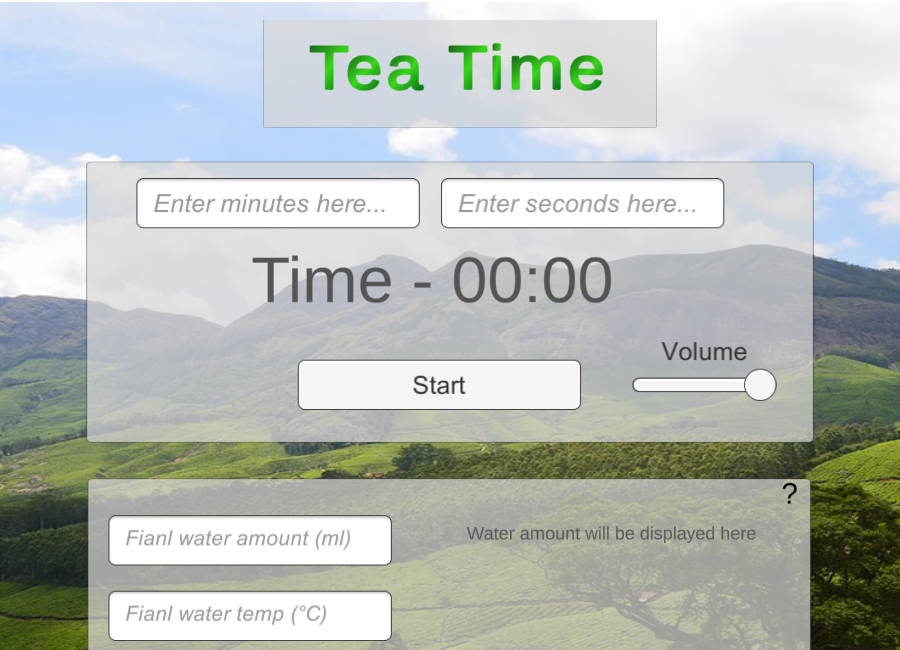 Tea Time
Enter minutes here... Enter seconds here...
Time - 00:00
Volume
Start
?
Fianl water amount (ml)
Water amount will be displayed here
Fianl water temp (°C)